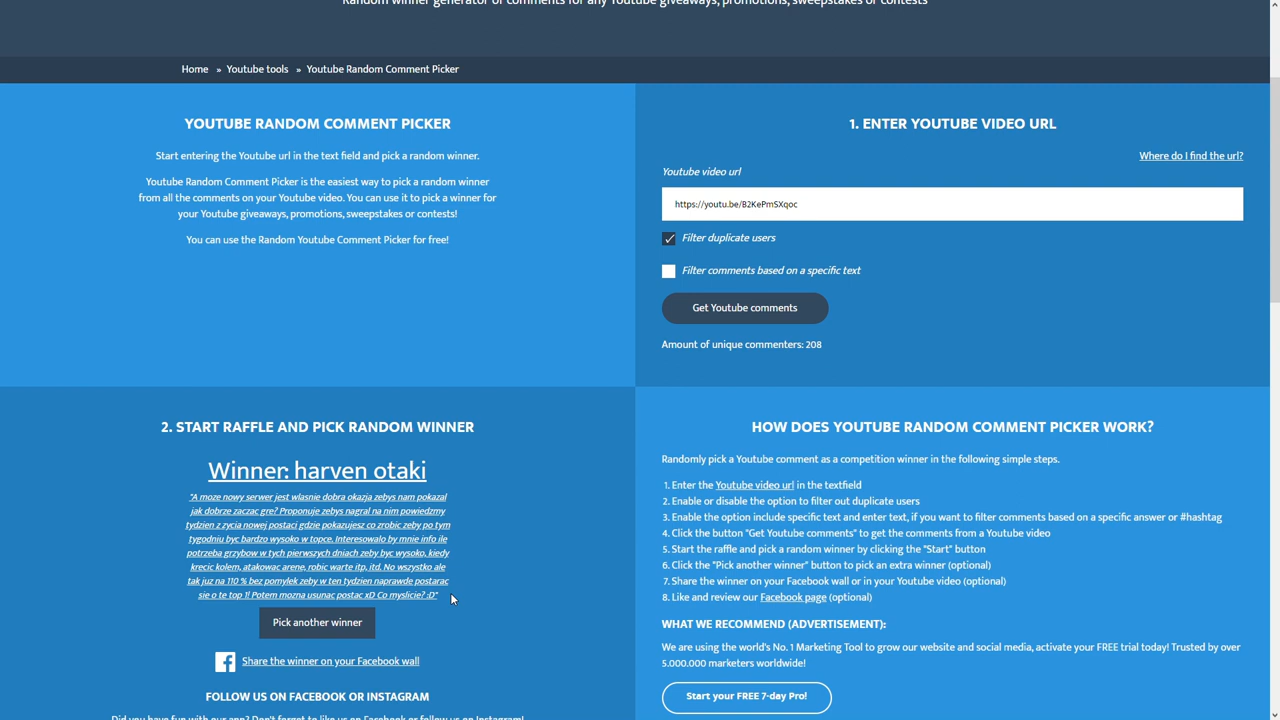 Random winner generator of comments for any Youtube giveaways, promotions, sweepstakes or contests
Home » Youtube tools » Youtube Random Comment Picker
YOUTUBE RANDOM COMMENT PICKER
Start entering the Youtube url in the text field and pick a random winner.
Youtube Random Comment Picker is the easiest way to pick a random winner
from all the comments on your Youtube video. You can use it to pick a winner for
your Youtube giveaways, promotions, sweepstakes or contests!
You can use the Random Youtube Comment Picker for free!
1. ENTER YOUTUBE VIDEO URL
Where do I find the url?
Youtube video url
https://youtu.be/B2KePmSXqoc
Filter duplicate users
Filter comments based on a specific text
Get Youtube comments
Amount of unique commenters: 208
2. START RAFFLE AND PICK RANDOM WINNER
Winner: harven otaki
"A moze nowy serwer jest wlasnie dobra okazja zebys nam pokazal
jak dobrze zaczac gre? Proponuje zebys nagral na nim powiedzmy
tydzien z zycia nowej postaci gdzie pokazujesz co zrobic zeby po tym
tygodniu byc bardzo wysoko w topce. Interesowalo by mnie info ile
potrzeba grzybow w tych pierwszych dniach zeby byc wysoko, kiedy
krecic kolem, atakowac arene, robic warte itp, itd. No wszystko ale
tak juz na 110 % bez pomylek zeby w ten tydzien naprawde postarac
sie o te top 1! Potem mozna usunac postac xD Co myslicie? :D"
Pick another winner
Share the winner on your Facebook wall
FOLLOW US ON FACEBOOK OR INSTAGRAM
Did you have fun with our app? Don't forget to like us on Facebook or follow us on Instagram!
HOW DOES YOUTUBE RANDOM COMMENT PICKER WORK?
Randomly pick a Youtube comment as a competition winner in the following simple steps.
1. Enter the Youtube video url in the textfield
2. Enable or disable the option to filter out duplicate users
3. Enable the option include specific text and enter text, if you want to filter comments based on a specific answer or #hashtag
4. Click the button "Get Youtube comments" to get the comments from a Youtube video
5. Start the raffle and pick a random winner by clicking the "Start" button
6. Click the "Pick another winner" button to pick an extra winner (optional)
7. Share the winner on your Facebook wall or in your Youtube video (optional)
8. Like and review our Facebook page (optional)
WHAT WE RECOMMEND (ADVERTISEMENT):
We are using the world's No. 1 Marketing Tool to grow our website and social media, activate your FREE trial today! Trusted by over
5.000.000 marketers worldwide!
Start your FREE 7-day Pro!